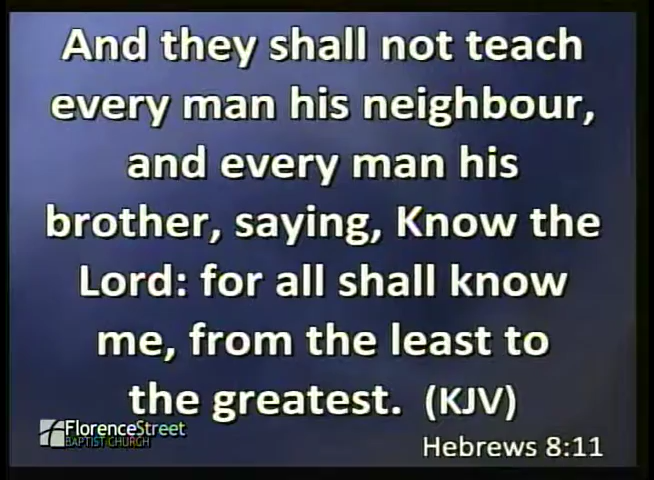 And they shall not teach
every man his neighbour,
and every man his
brother, saying, Know the
Lord: for all shall know
me, from the least to
the greatest. (KJV)
FlorenceStreet
BAPTIST CHURCH
Hebrews 8:11